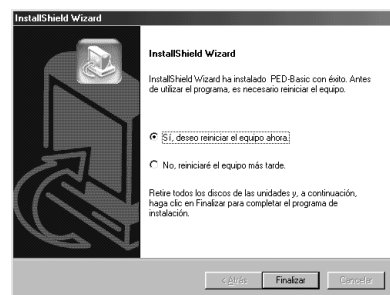 InstallShield Wizard
InstallShield Wizard
InstallShield Wizard ha instalado PED-Basic con éxito. Antes
de utilizar el programa, es necesario reiniciar el equipo.
Sí, deseo reiniciar el equipo ahora.
No, reiniciaré el equipo más tarde.
Retire todos los discos de las unidades y, a continuación,
haga clic en Finalizar para completar el programa de
instalación.
< Atrás
Finalizar
Cancelar